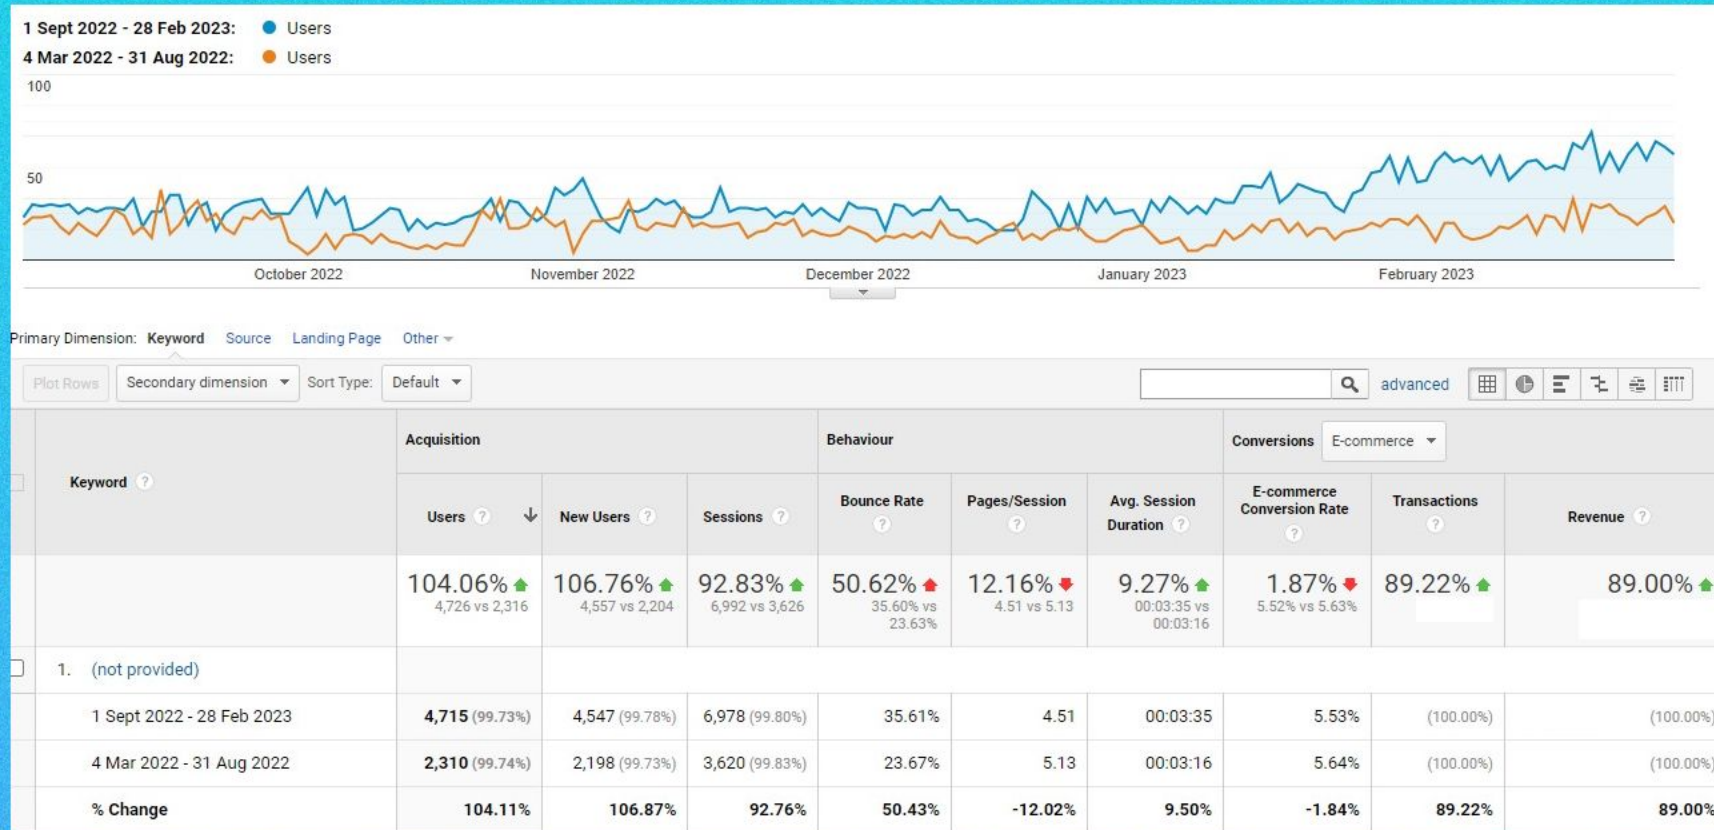 1 Sept 2022 - 28 Feb 2023: Users
4 Mar 2022 - 31 Aug 2022: Users
100
50
October 2022 November 2022 December 2022 January 2023 February 2023
Primary Dimension: Keyword Source Landing Page Other
Plot Rows Secondary dimension Sort Type: Default advanced
Acquisition Behaviour Conversions E-commerce
Keyword ?
Users ? New Users ? Sessions ? Bounce Rate ? Pages/Session ? Avg. Session Duration ? E-commerce Conversion Rate ? Transactions ? Revenue ?
104.06% 106.76% 92.83% 50.62% 12.16% 9.27% 1.87% 89.22% 89.00%
4,726 vs 2,316 4,557 vs 2,204 6,992 vs 3,626 35.60% vs 23.63% 4.51 vs 5.13 00:03:35 vs 00:03:16 5.52% vs 5.63%
1. (not provided)
1 Sept 2022 - 28 Feb 2023 4,715 (99.73%) 4,547 (99.78%) 6,978 (99.80%) 35.61% 4.51 00:03:35 5.53% (100.00%) (100.00%)
4 Mar 2022 - 31 Aug 2022 2,310 (99.74%) 2,198 (99.73%) 3,620 (99.83%) 23.67% 5.13 00:03:16 5.64% (100.00%) (100.00%)
% Change 104.11% 106.87% 92.76% 50.43% -12.02% 9.50% -1.84% 89.22% 89.00%